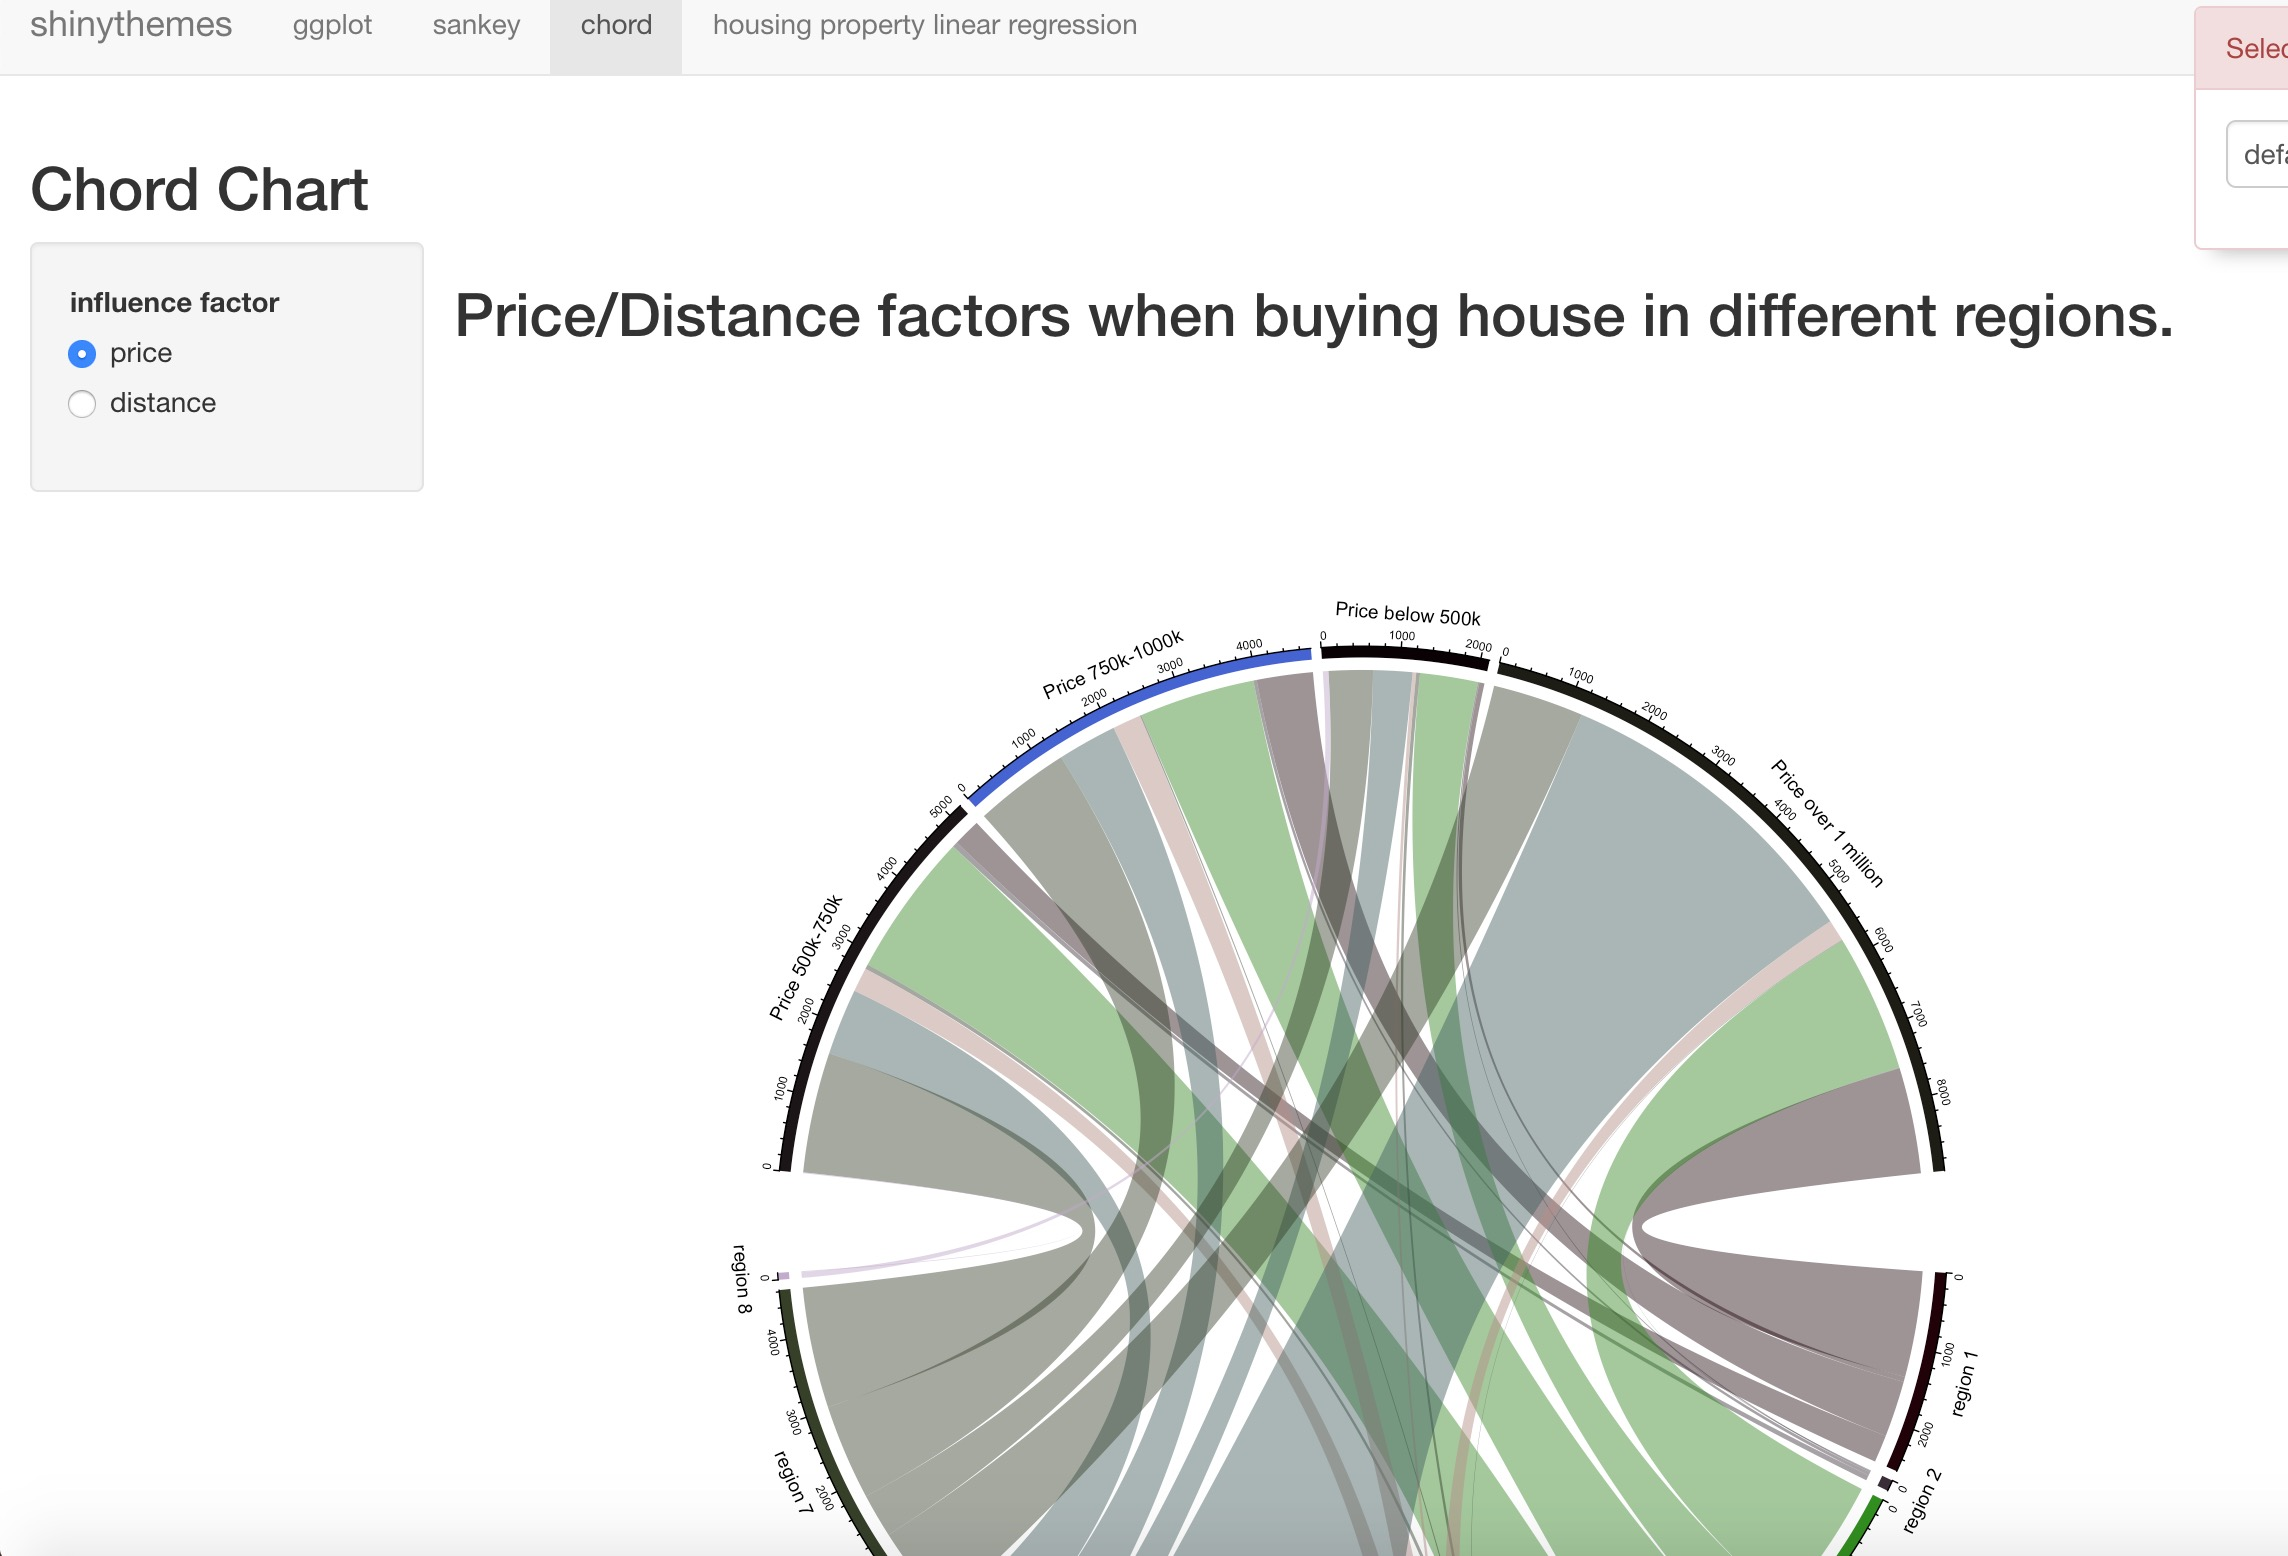 shinythemes ggplot sankey chord housing property linear regression
Selec
Chord Chart
defa
influence factor
price
distance
Price/Distance factors when buying house in different regions.
Price below 500k
0 1000 2000
Price 750k-1000k
0 1000 2000 3000 4000
Price over 1 million
0 1000 2000 3000 4000 5000 6000 7000 8000
Price 500k-750k
0 1000 2000 3000 4000 5000
region 8
0
region 7
4000 3000 2000
region 1
0 1000 2000
region 2
0
0